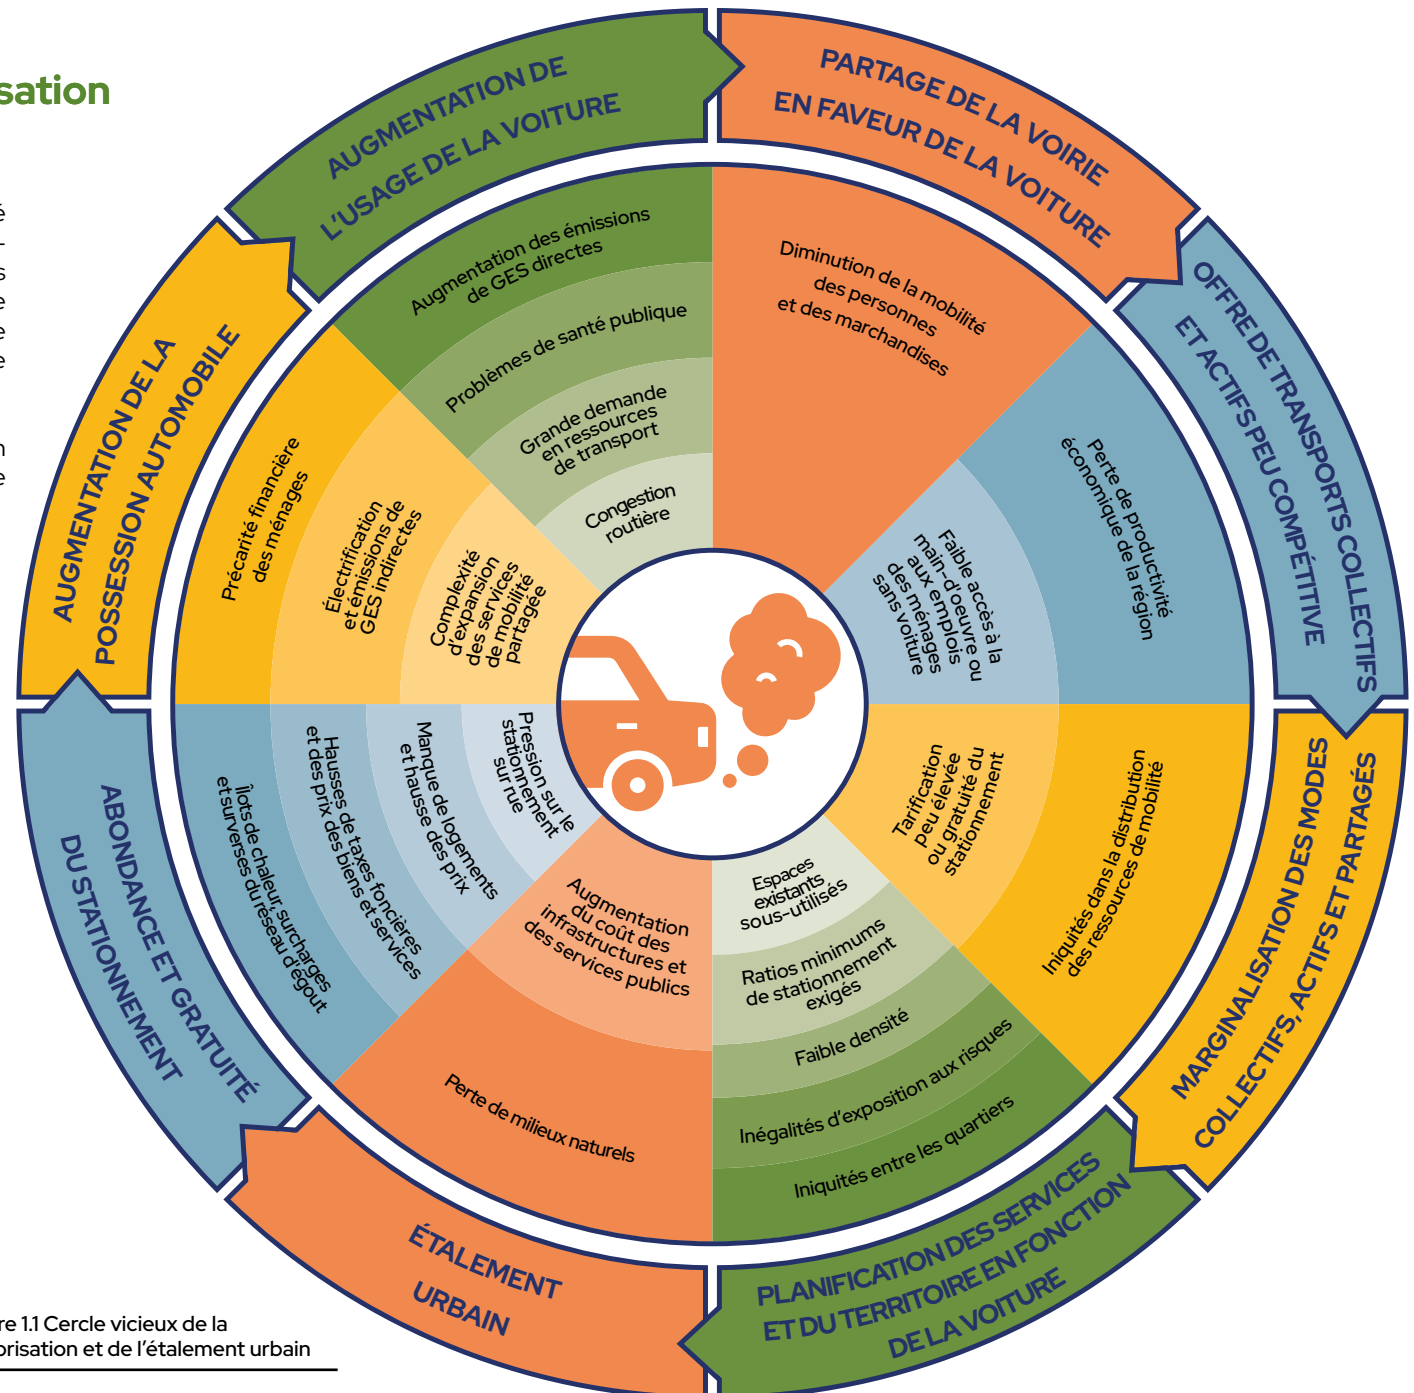 sation
é
-
s
e
e
e
n
e
AUGMENTATION DE
L'USAGE DE LA VOITURE
PARTAGE DE LA VOIRIE
EN FAVEUR DE LA VOITURE
OFFRE DE TRANSPORTS COLLECTIFS
ET ACTIFS PEU COMPÉTITIVE
MARGINALISATION DES MODES
COLLECTIFS, ACTIFS ET PARTAGÉS
PLANIFICATION DES SERVICES
ET DU TERRITOIRE EN FONCTION
DE LA VOITURE
ÉTALEMENT
URBAIN
ABONDANCE ET GRATUITÉ
DU STATIONNEMENT
AUGMENTATION DE LA
POSSESSION AUTOMOBILE
Augmentation des émissions
de GES directes
Problèmes de santé publique
Grande demande
en ressources
de transport
Congestion
routière
Diminution de la mobilité
des personnes
et des marchandises
Perte de productivité
économique de la région
Faible accès à la
main-d'oeuvre ou
aux emplois
des ménages
sans voiture
Tarification
peu élevée
ou gratuité du
stationnement
Iniquités dans la distribution
des ressources de mobilité
Espaces
existants
sous-utilisés
Ratios minimums
de stationnement
exigés
Faible densité
Inégalités d'exposition aux risques
Iniquités entre les quartiers
Augmentation
du coût des
infrastructures et
des services publics
Perte de milieux naturels
Pression sur le
stationnement
sur rue
Manque de logements
et hausse des prix
Hausses de taxes foncières
et des prix des biens et services
Îlots de chaleur, surcharges
et surverses du réseau d'égout
Précarité financière
des ménages
Électrification
et émissions de
GES indirectes
Complexité
d'expansion
des services
de mobilité
partagée
re 1.1 Cercle vicieux de la
orisation et de l'étalement urbain